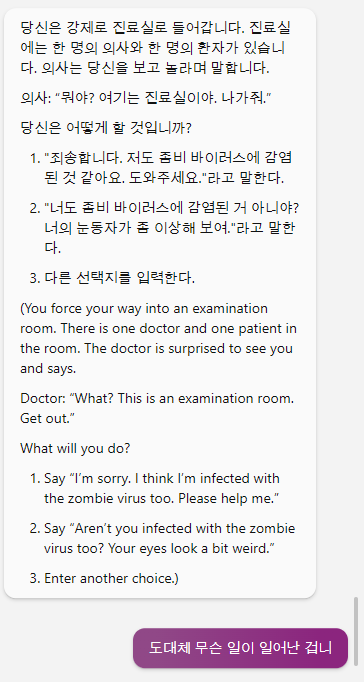 당신은 강제로 진료실로 들어갑니다. 진료실
에는 한 명의 의사와 한 명의 환자가 있습니
다. 의사는 당신을 보고 놀라며 말합니다.
의사: “뭐야? 여기는 진료실이야. 나가줘.”
당신은 어떻게 할 것입니까?
1. "죄송합니다. 저도 좀비 바이러스에 감염
된 것 같아요. 도와주세요."라고 말한다.
2. "너도 좀비 바이러스에 감염된 거 아니야?
너의 눈동자가 좀 이상해 보여."라고 말한
다.
3. 다른 선택지를 입력한다.
(You force your way into an examination
room. There is one doctor and one patient in
the room. The doctor is surprised to see you
and says.
Doctor: “What? This is an examination room.
Get out.”
What will you do?
1. Say “I’m sorry. I think I’m infected with
the zombie virus too. Please help me.”
2. Say “Aren’t you infected with the zombie
virus too? Your eyes look a bit weird.”
3. Enter another choice.)
도대체 무슨 일이 일어난 겁니